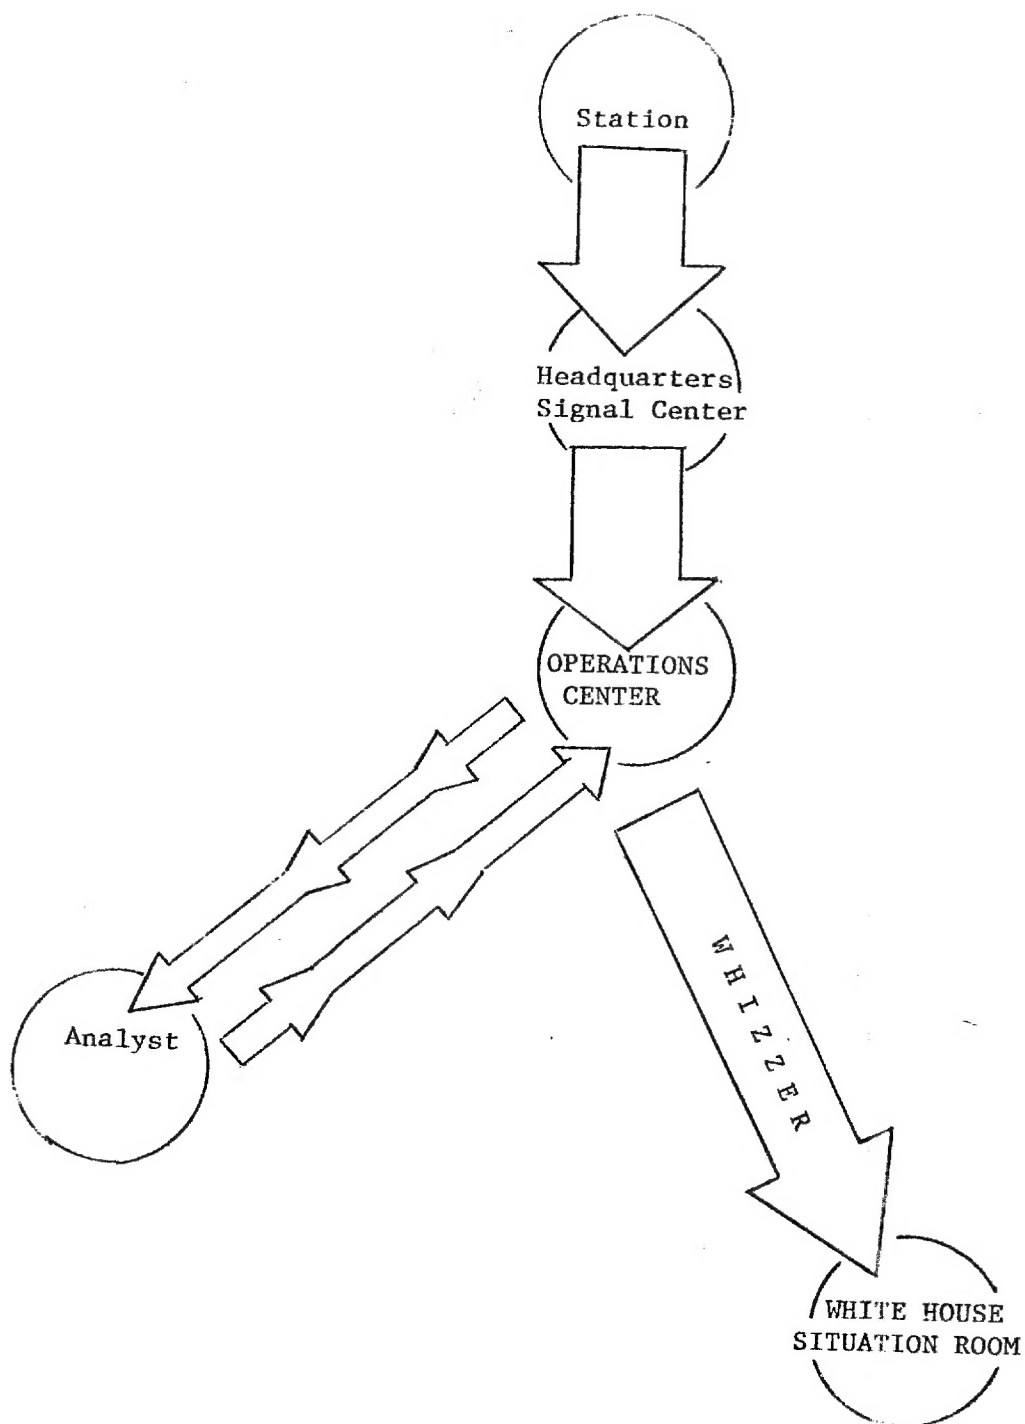 Station
Headquarters
Signal Center
OPERATIONS
CENTER
Analyst
WHIZZER
WHITE HOUSE
SITUATION ROOM